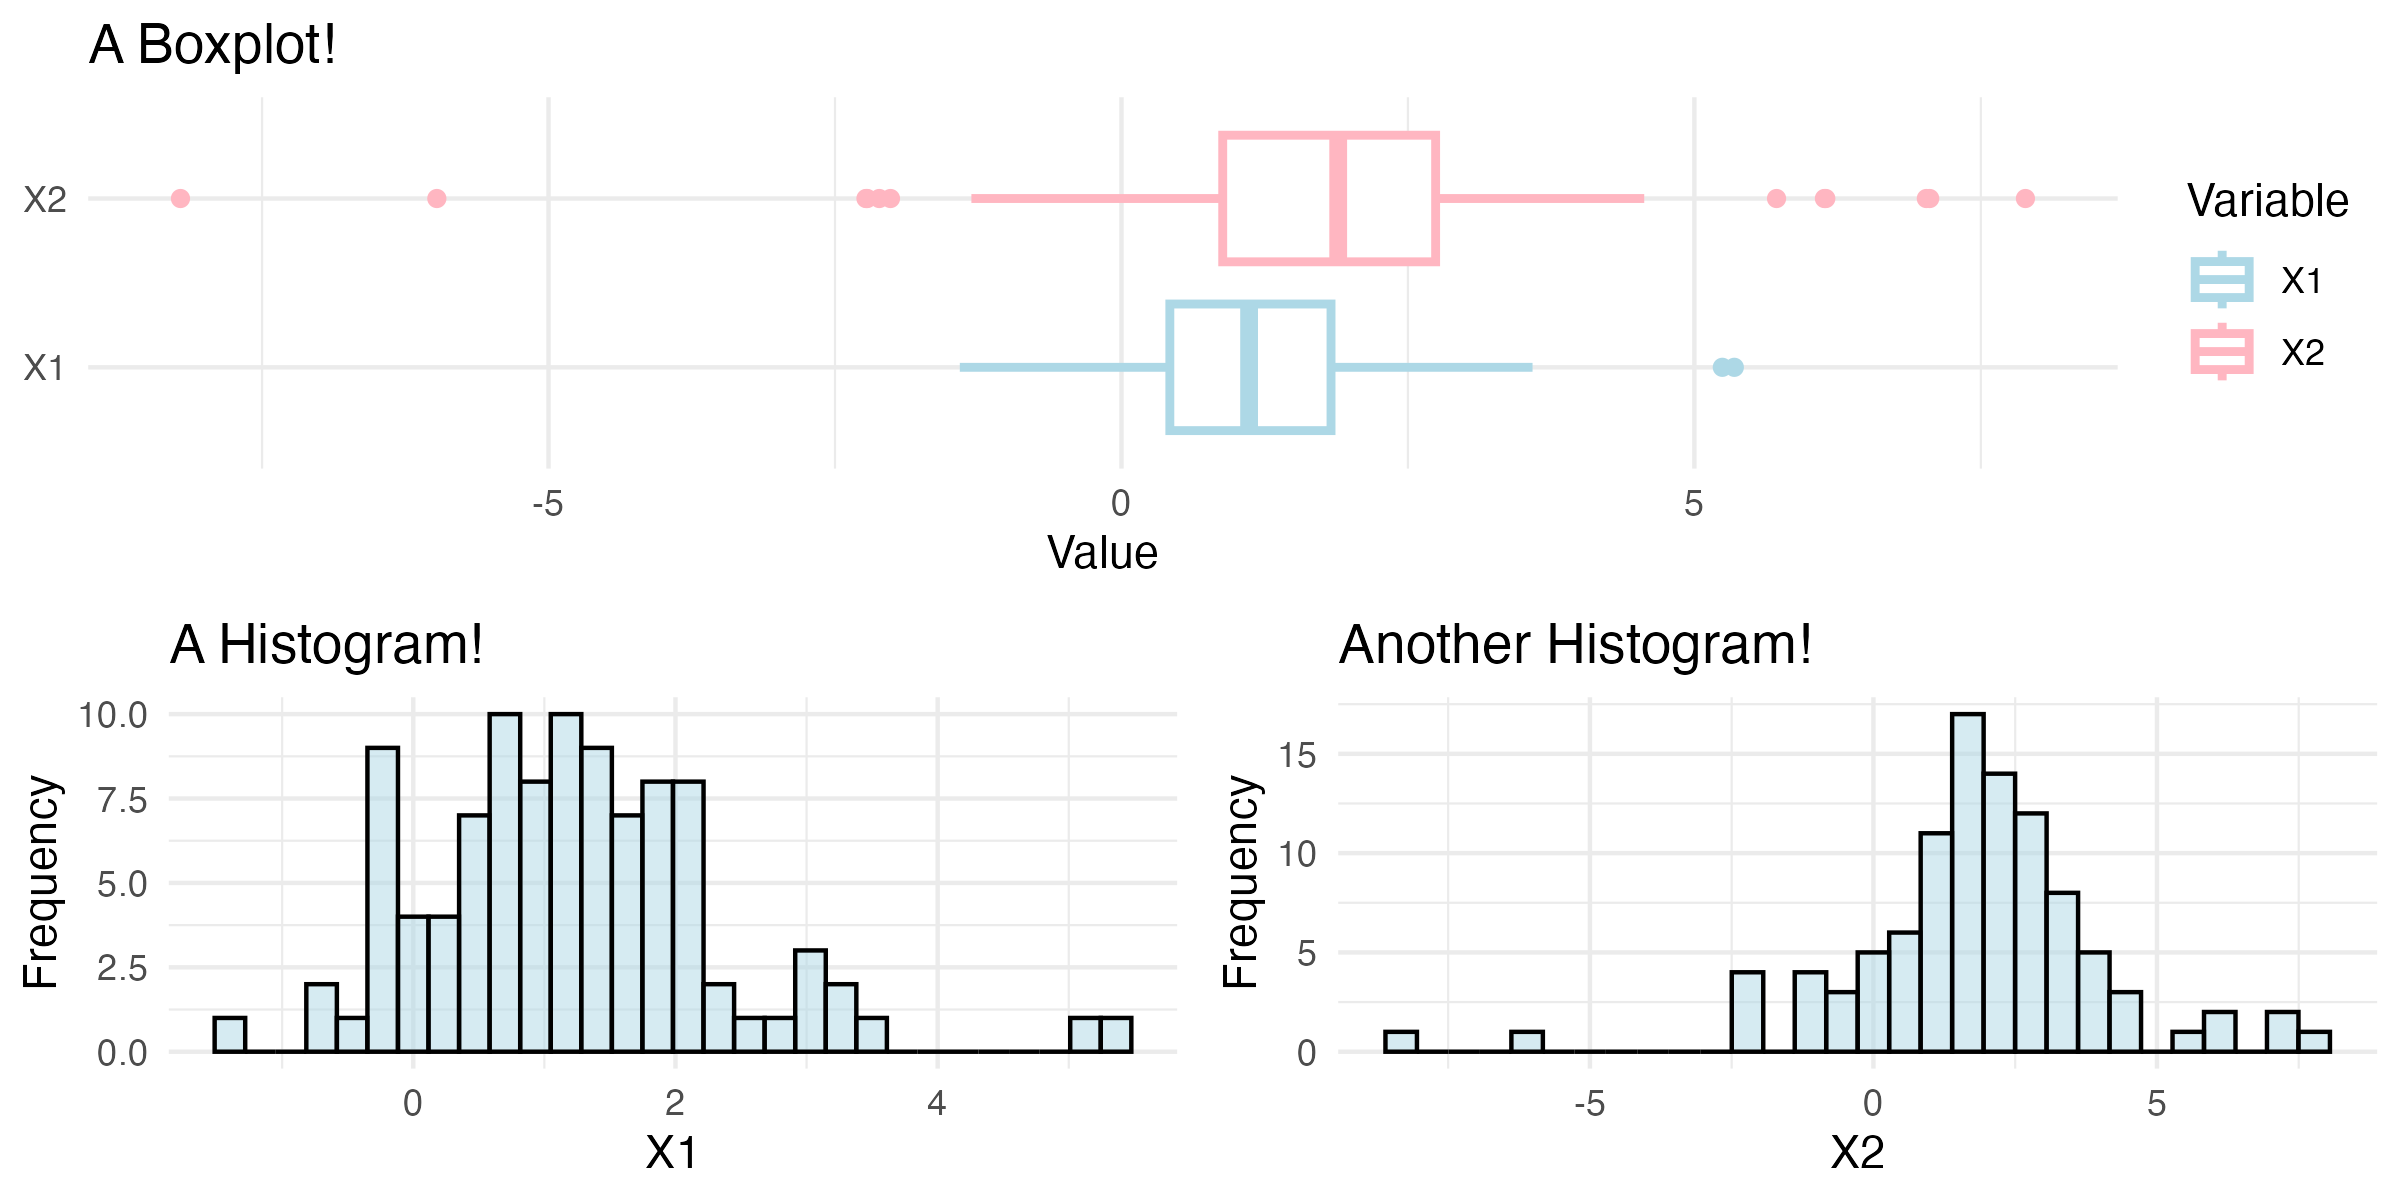 A Boxplot!
X2
X1
-5 0 5
Value
Variable
X1
X2
A Histogram!
10.0
7.5
5.0
2.5
0.0
Frequency
0 2 4
X1
Another Histogram!
15
10
5
0
Frequency
-5 0 5
X2